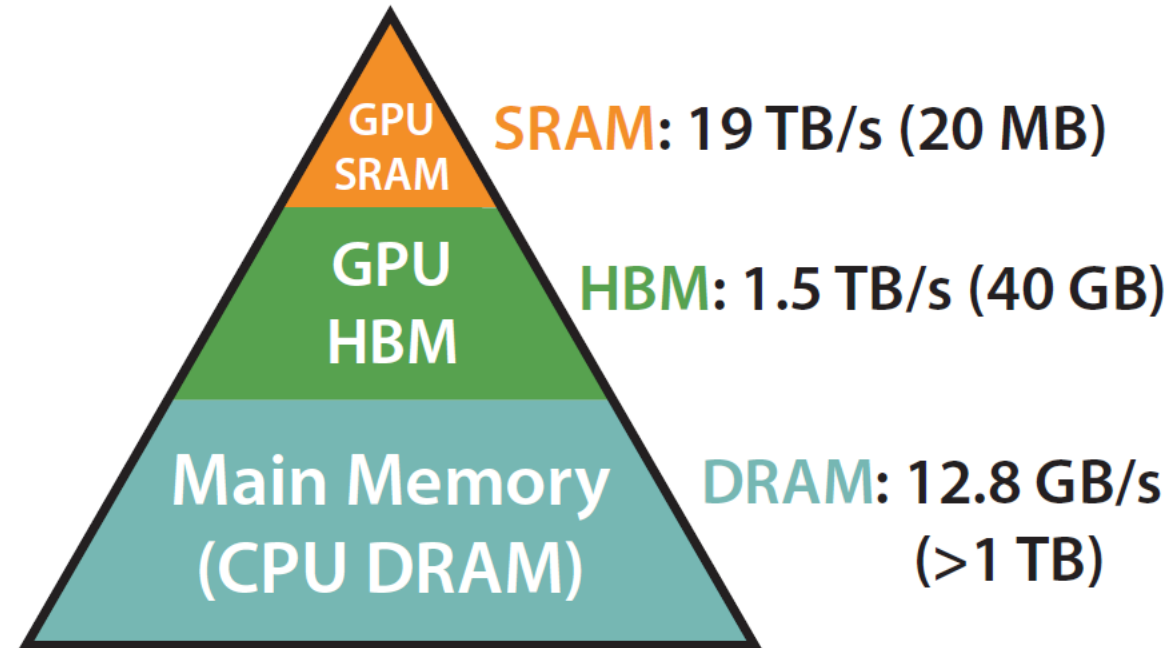 GPU
SRAM
SRAM: 19 TB/s (20 MB)
GPU
HBM
HBM: 1.5 TB/s (40 GB)
Main Memory
(CPU DRAM)
DRAM: 12.8 GB/s
(>1 TB)